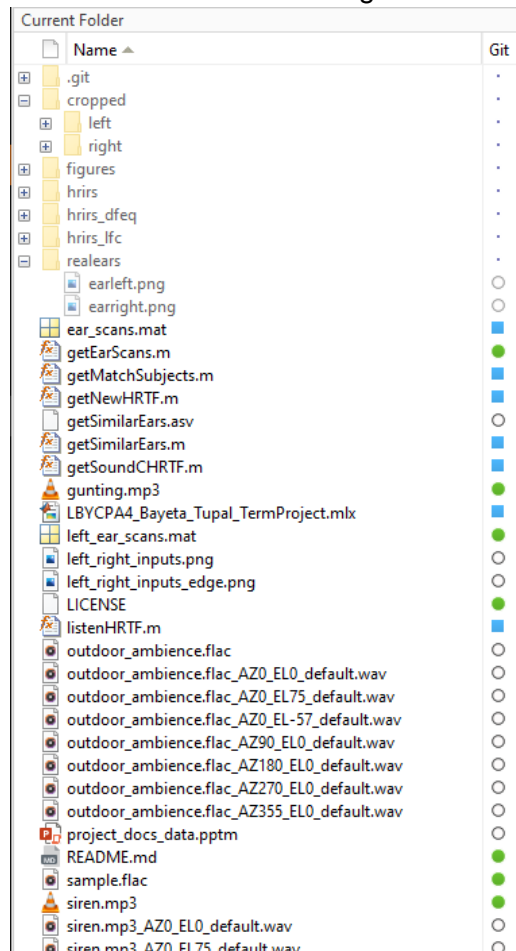 Current Folder
Name Git
.git
cropped
left
right
figures
hrirs
hrirs_dfeq
hrirs_lfc
realears
earleft.png
earright.png
ear_scans.mat
getEarScans.m
getMatchSubjects.m
getNewHRTF.m
getSimilarEars.asv
getSimilarEars.m
getSoundCHRTF.m
gunting.mp3
LBYCPA4_Bayeta_Tupal_TermProject.mlx
left_ear_scans.mat
left_right_inputs.png
left_right_inputs_edge.png
LICENSE
listenHRTF.m
outdoor_ambience.flac
outdoor_ambience.flac_AZ0_EL0_default.wav
outdoor_ambience.flac_AZ0_EL75_default.wav
outdoor_ambience.flac_AZ0_EL-57_default.wav
outdoor_ambience.flac_AZ90_EL0_default.wav
outdoor_ambience.flac_AZ180_EL0_default.wav
outdoor_ambience.flac_AZ270_EL0_default.wav
outdoor_ambience.flac_AZ355_EL0_default.wav
project_docs_data.pptm
README.md
sample.flac
siren.mp3
siren.mp3_AZ0_EL0_default.wav
siren.mp3_AZ0_EL75_default.wav